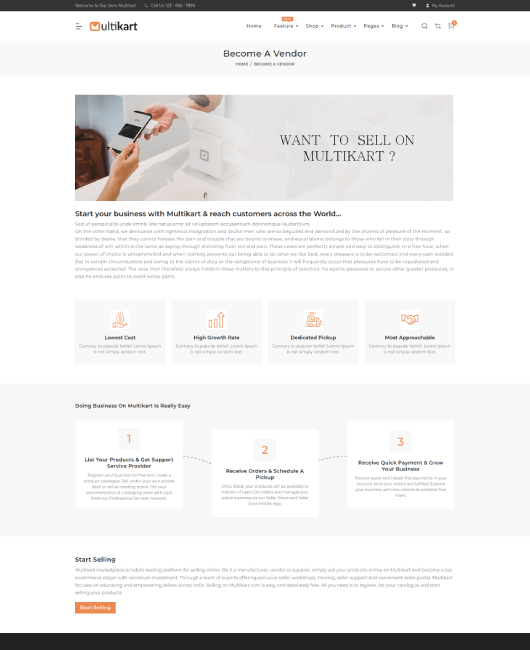 Welcome to Our store Multikart Call Us: 123 - 456 - 7890
My Account
ultikart
Home Feature Shop Product Pages Blog
Become A Vendor
HOME / BECOME A VENDOR
WANT TO SELL ON
MULTIKART ?
Start your business with Multikart & reach customers across the World...
Sed ut perspiciatis unde omnis iste natus error sit voluptatem accusantium doloremque laudantium.
On the other hand, we denounce with righteous indignation and dislike men who are so beguiled and demoralized by the charms of pleasure of the moment, so
blinded by desire, that they cannot foresee the pain and trouble that are bound to ensue; and equal blame belongs to those who fail in their duty through
weakness of will, which is the same as saying through shrinking from toil and pain. These cases are perfectly simple and easy to distinguish. In a free hour, when
our power of choice is untrammelled and when nothing prevents our being able to do what we like best, every pleasure is to be welcomed and every pain avoided.
But in certain circumstances and owing to the claims of duty or the obligations of business it will frequently occur that pleasures have to be repudiated and
annoyances accepted. The wise man therefore always holds in these matters to this principle of selection: he rejects pleasures to secure other greater pleasures, or
else he endures pains to avoid worse pains.
Lowest Cost
Contrary to popular belief, Lorem Ipsum
is not simply random text.
High Growth Rate
Contrary to popular belief, Lorem Ipsum
is not simply random text.
Dedicated Pickup
Contrary to popular belief, Lorem Ipsum
is not simply random text.
Most Approachable
Contrary to popular belief, Lorem Ipsum
is not simply random text.
Doing Business On Multikart Is Really Easy
1
List Your Products & Get Support
Service Provider
Register your business for free and create a
product catalogue. Sell under your own private
label or sell an existing brand. Get your
documentation & cataloging done with ease
from our Professional Services network.
2
Receive Orders & Schedule A
Pickup
Once listed, your products will be available to
millions of users. Get orders and manage your
online business via our Seller Panel and Seller
Zone Mobile App.
3
Receive Quick Payment & Grow
Your Business
Receive quick and hassle-free payments in your
account once your orders are fulfilled. Expand
your business with low interest & collateral-free
loans.
Start Selling
Multikart marketplace is India's leading platform for selling online. Be it a manufacturer, vendor or supplier, simply sell your products online on Multikart and become a top
ecommerce player with minimum investment. Through a team of experts offering exclusive seller workshops, training, seller support and convenient seller portal, Multikart
focuses on educating and empowering sellers across India. Selling on Multikart.com is easy and absolutely free. All you need is to register, list your catalogue and start
selling your products.
Start Selling